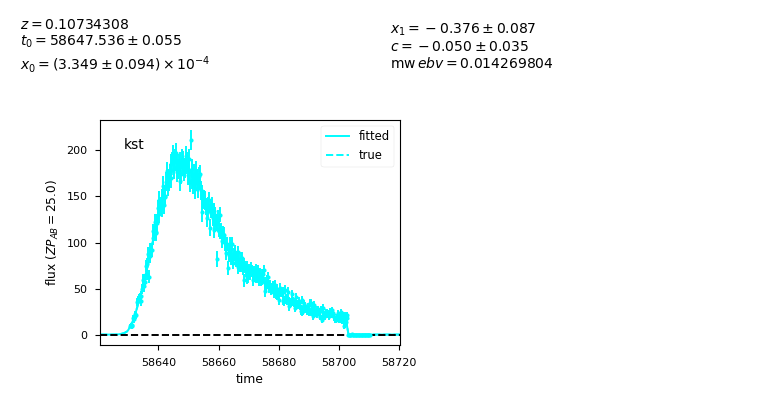 z = 0.10734308
t₀ = 58647.536 ± 0.055
x₀ = (3.349 ± 0.094) × 10⁻⁴
x₁ = −0.376 ± 0.087
c = −0.050 ± 0.035
mw ebv = 0.014269804
kst
fitted
true
flux (ZP_AB = 25.0)
200
150
100
50
0
58640 58660 58680 58700 58720
time